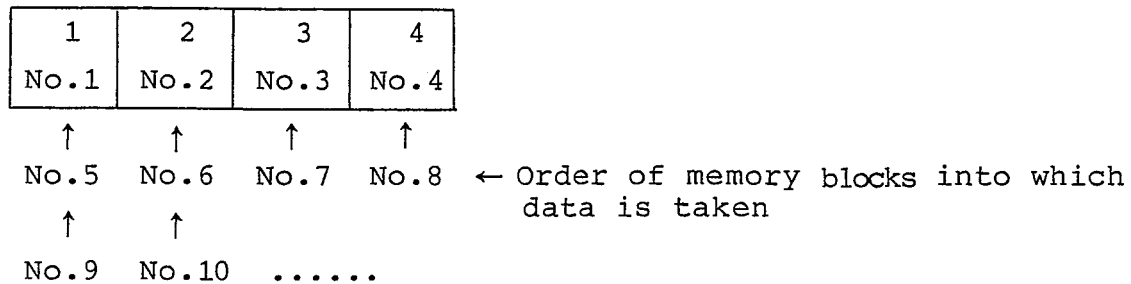 1 2 3 4
No.1 No.2 No.3 No.4
↑ ↑ ↑ ↑
No.5 No.6 No.7 No.8 ← Order of memory blocks into which
data is taken
↑ ↑
No.9 No.10 ......